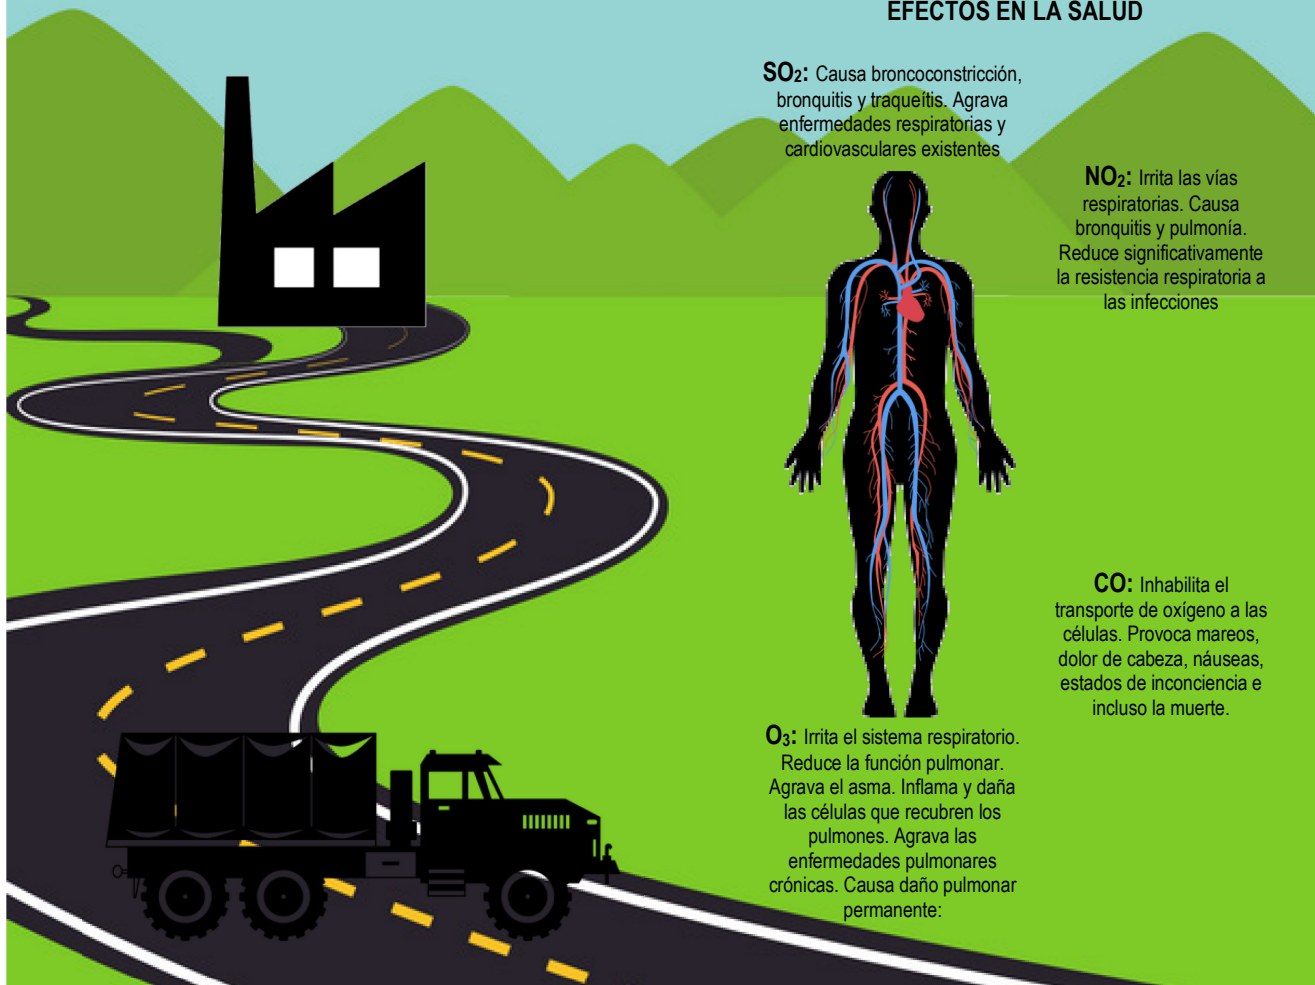 EFECTOS EN LA SALUD
SO₂: Causa broncoconstricción,
bronquitis y traqueítis. Agrava
enfermedades respiratorias y
cardiovasculares existentes
NO₂: Irrita las vías
respiratorias. Causa
bronquitis y pulmonía.
Reduce significativamente
la resistencia respiratoria a
las infecciones
CO: Inhabilita el
transporte de oxígeno a las
células. Provoca mareos,
dolor de cabeza, náuseas,
estados de inconciencia e
incluso la muerte.
O₃: Irrita el sistema respiratorio.
Reduce la función pulmonar.
Agrava el asma. Inflama y daña
las células que recubren los
pulmones. Agrava las
enfermedades pulmonares
crónicas. Causa daño pulmonar
permanente: